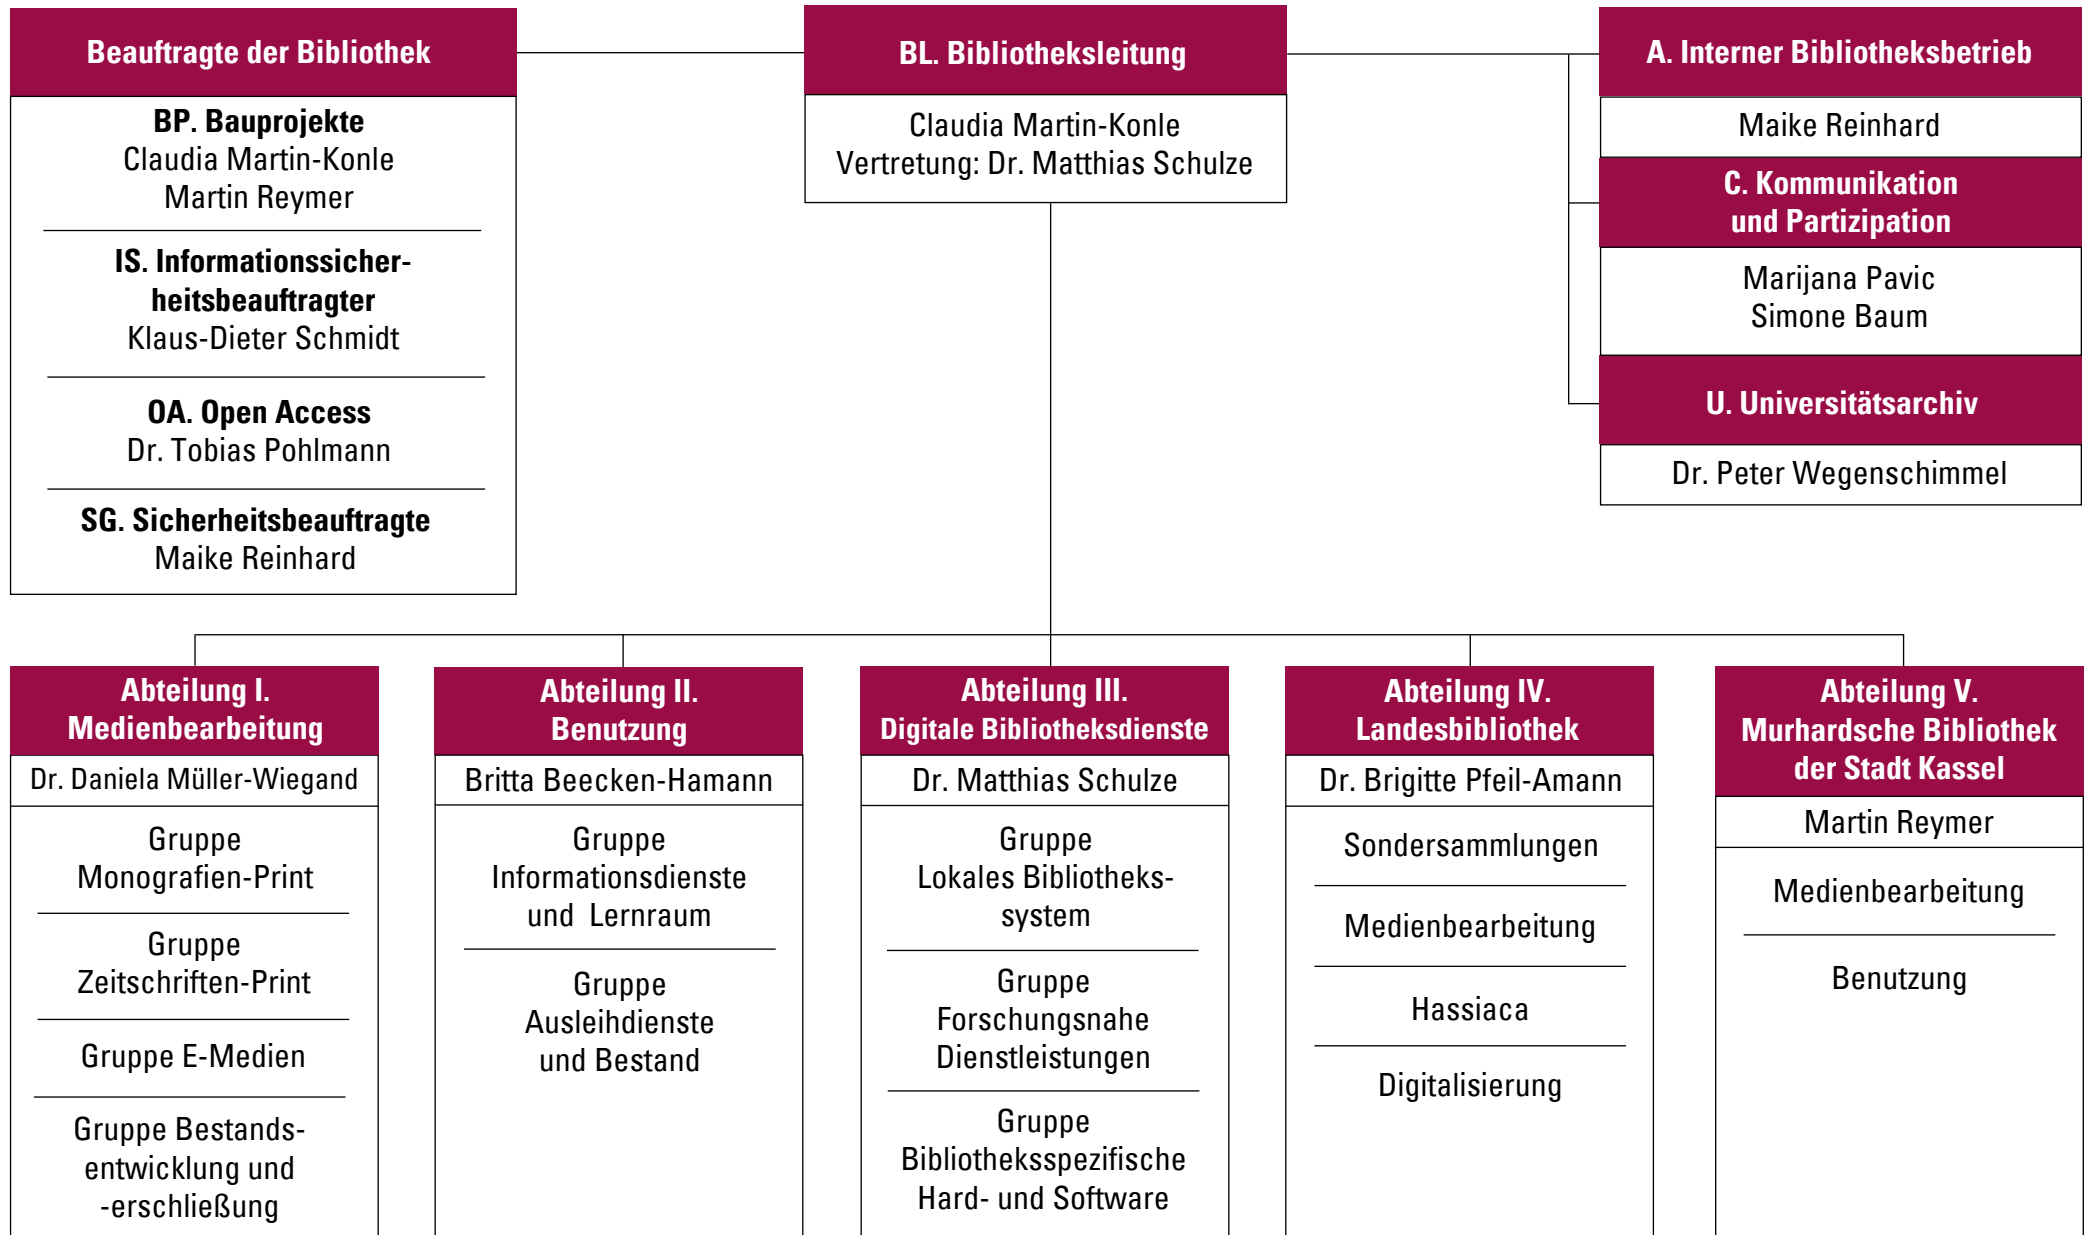 Beauftragte der Bibliothek
BP. Bauprojekte
Claudia Martin-Konle
Martin Reymer
IS. Informationssicher-
heitsbeauftragter
Klaus-Dieter Schmidt
OA. Open Access
Dr. Tobias Pohlmann
SG. Sicherheitsbeauftragte
Maike Reinhard
BL. Bibliotheksleitung
Claudia Martin-Konle
Vertretung: Dr. Matthias Schulze
A. Interner Bibliotheksbetrieb
Maike Reinhard
C. Kommunikation
und Partizipation
Marijana Pavic
Simone Baum
U. Universitätsarchiv
Dr. Peter Wegenschimmel
Abteilung I.
Medienbearbeitung
Dr. Daniela Müller-Wiegand
Gruppe
Monografien-Print
Gruppe
Zeitschriften-Print
Gruppe E-Medien
Gruppe Bestands-
entwicklung und
-erschließung
Abteilung II.
Benutzung
Britta Beecken-Hamann
Gruppe
Informationsdienste
und Lernraum
Gruppe
Ausleihdienste
und Bestand
Abteilung III.
Digitale Bibliotheksdienste
Dr. Matthias Schulze
Gruppe
Lokales Bibliotheks-
system
Gruppe
Forschungsnahe
Dienstleistungen
Gruppe
Bibliotheksspezifische
Hard- und Software
Abteilung IV.
Landesbibliothek
Dr. Brigitte Pfeil-Amann
Sondersammlungen
Medienbearbeitung
Hassiaca
Digitalisierung
Abteilung V.
Murhardsche Bibliothek
der Stadt Kassel
Martin Reymer
Medienbearbeitung
Benutzung